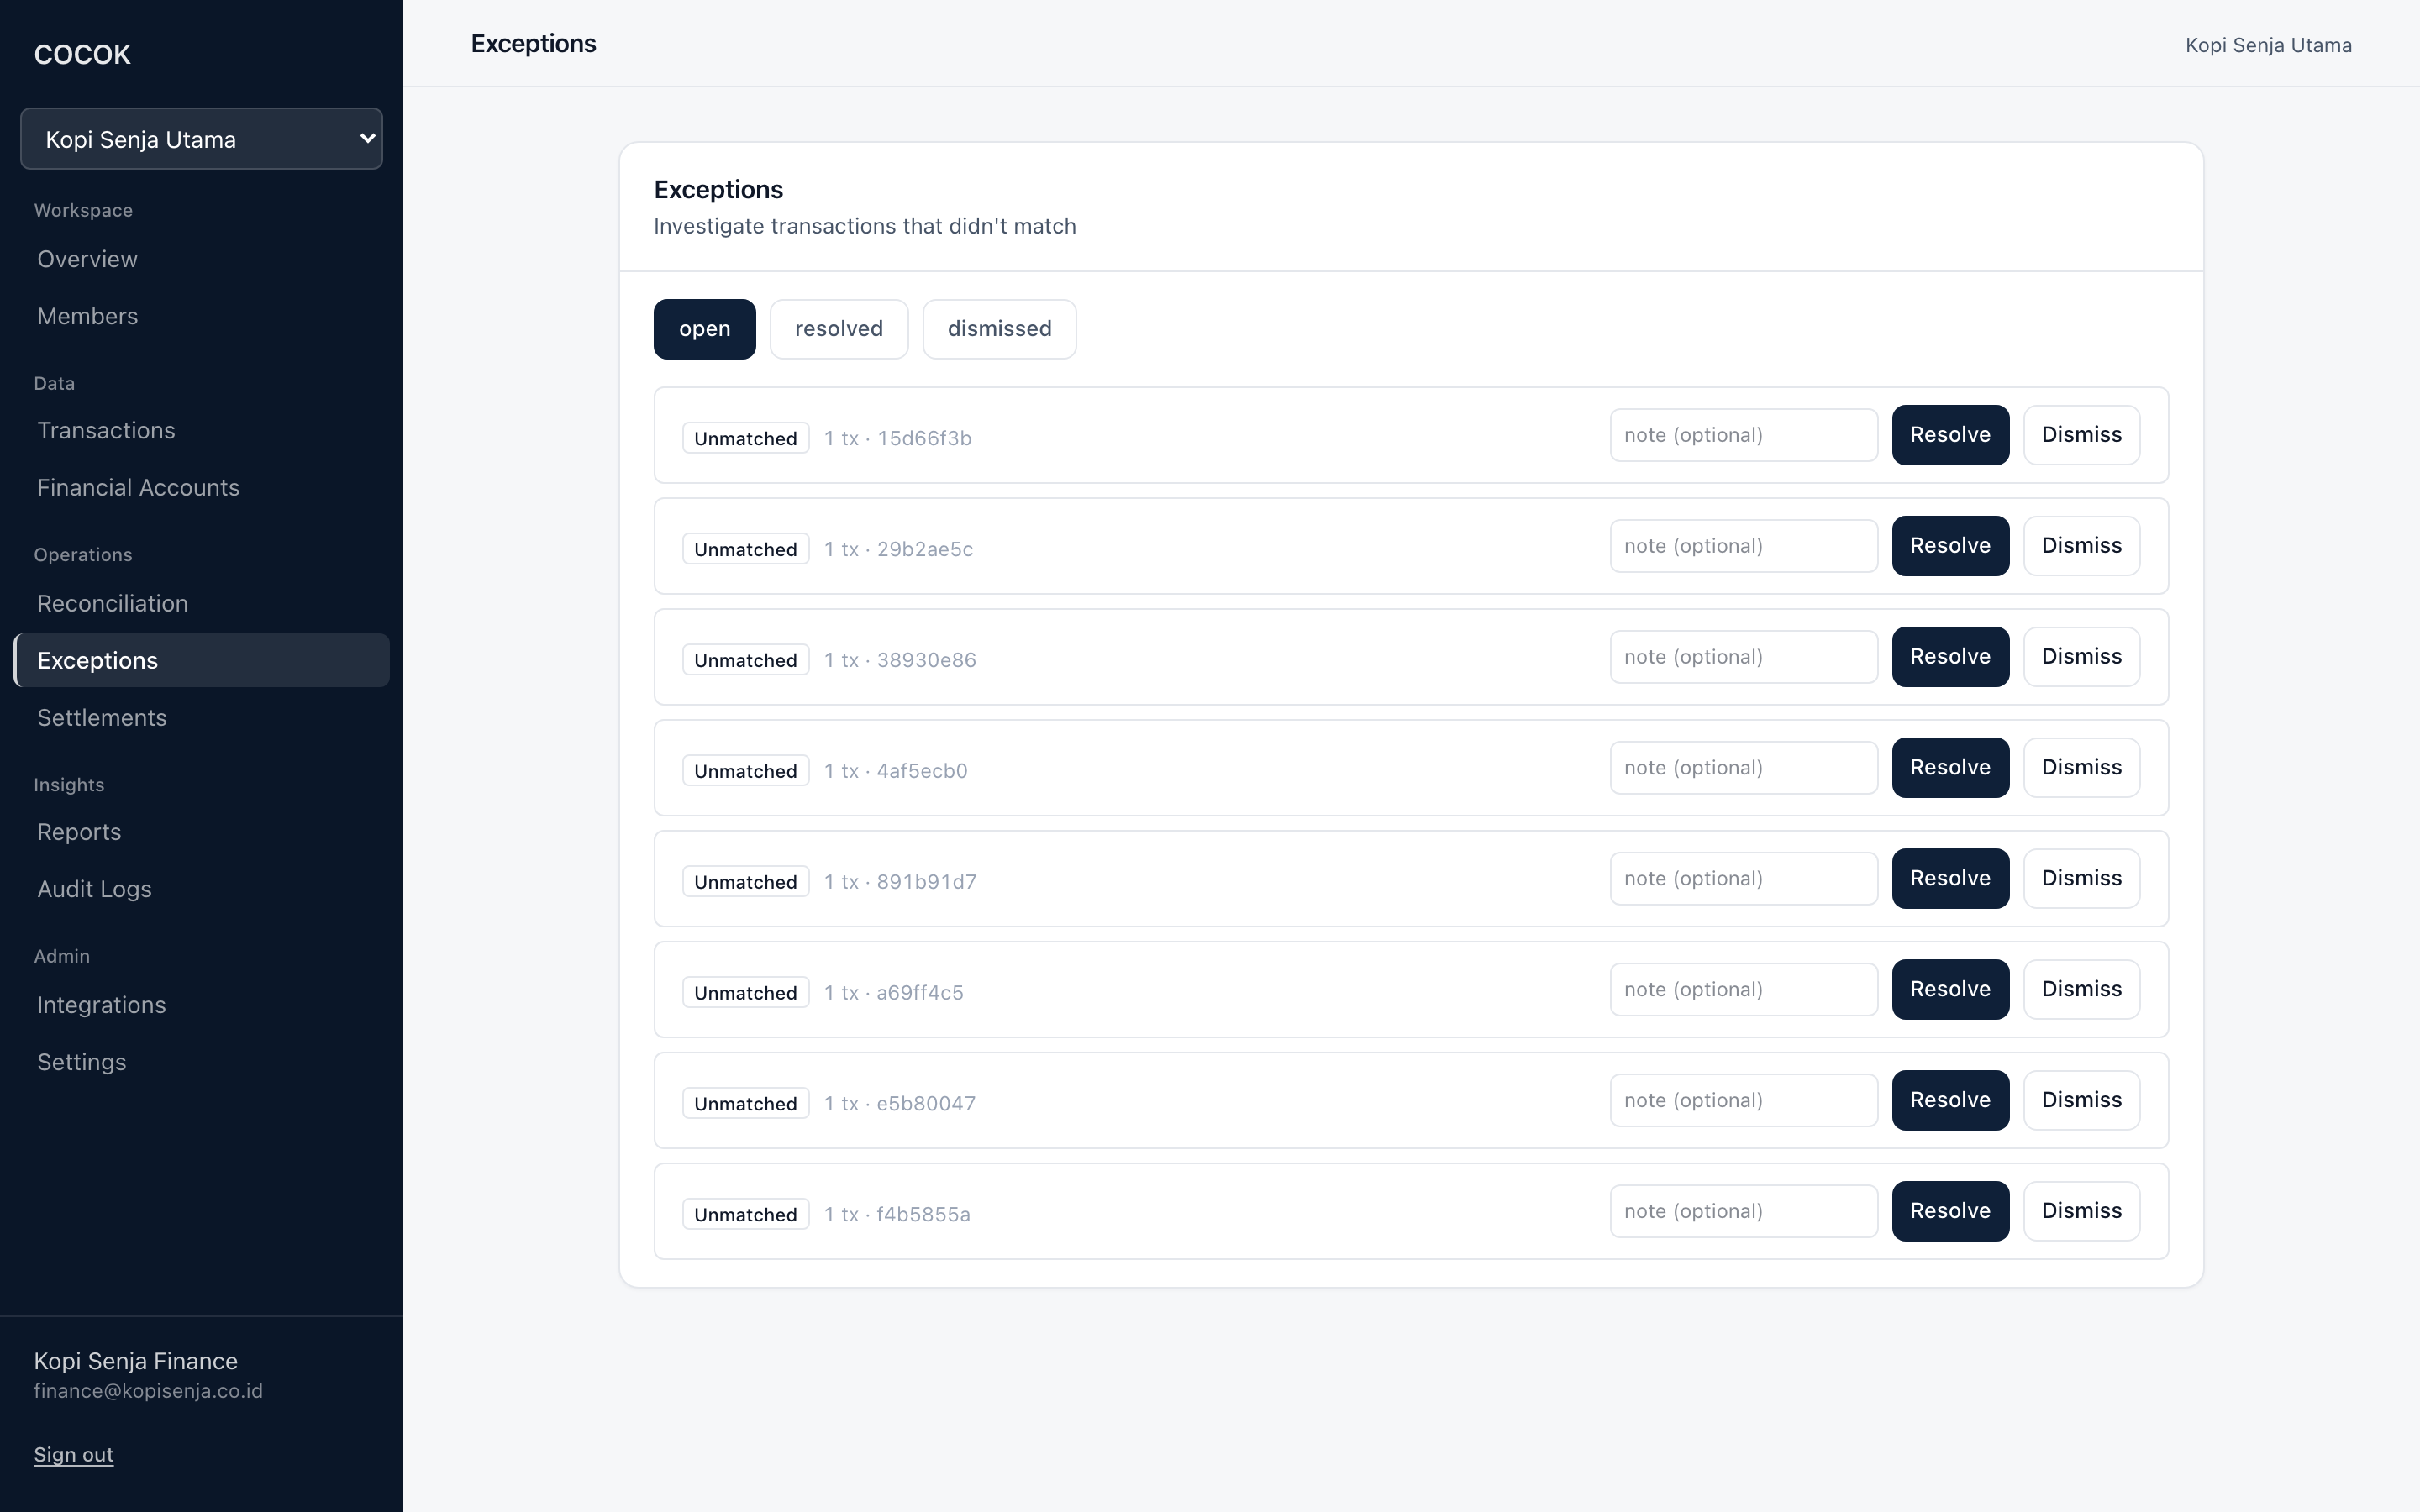 COCOK
Kopi Senja Utama
Workspace
Overview
Members
Data
Transactions
Financial Accounts
Operations
Reconciliation
Exceptions
Settlements
Insights
Reports
Audit Logs
Admin
Integrations
Settings
Kopi Senja Finance
finance@kopisenja.co.id
Sign out
Exceptions
Kopi Senja Utama
Exceptions
Investigate transactions that didn't match
open resolved dismissed
Unmatched 1 tx · 15d66f3b note (optional) Resolve Dismiss
Unmatched 1 tx · 29b2ae5c note (optional) Resolve Dismiss
Unmatched 1 tx · 38930e86 note (optional) Resolve Dismiss
Unmatched 1 tx · 4af5ecb0 note (optional) Resolve Dismiss
Unmatched 1 tx · 891b91d7 note (optional) Resolve Dismiss
Unmatched 1 tx · a69ff4c5 note (optional) Resolve Dismiss
Unmatched 1 tx · e5b80047 note (optional) Resolve Dismiss
Unmatched 1 tx · f4b5855a note (optional) Resolve Dismiss